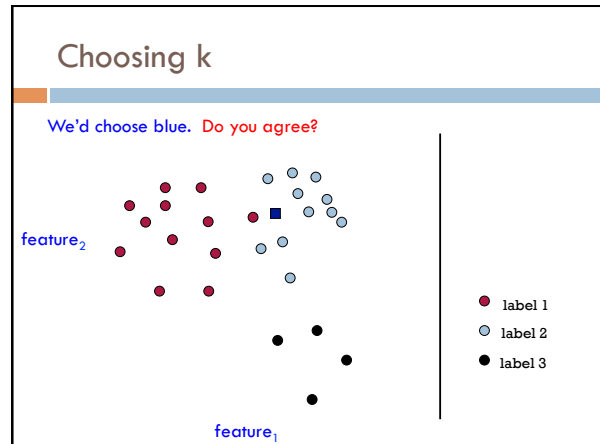 Choosing k
We'd choose blue. Do you agree?
feature₂
label 1
label 2
label 3
feature₁